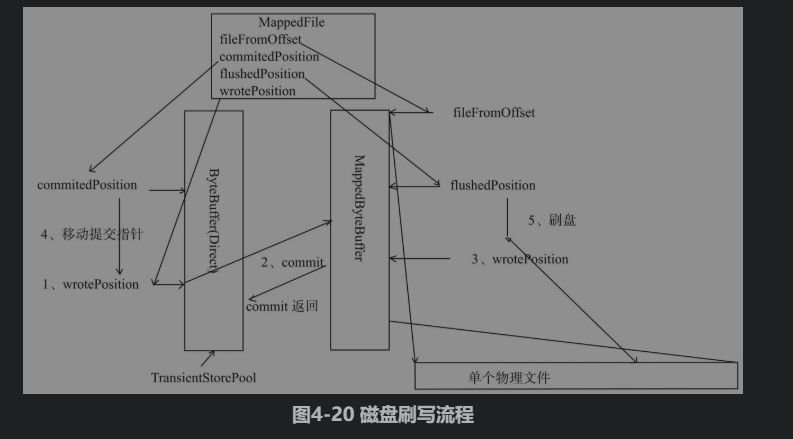 MappedFile
fileFromOffset
commitedPosition
flushedPosition
wrotePosition
fileFromOffset
commitedPosition
ByteBuffer(Direct)
MappedByteBuffer
flushedPosition
4、移动提交指针
5、刷盘
1、wrotePosition
2、commit
3、wrotePosition
commit 返回
TransientStorePool
单个物理文件
图4-20 磁盘刷写流程